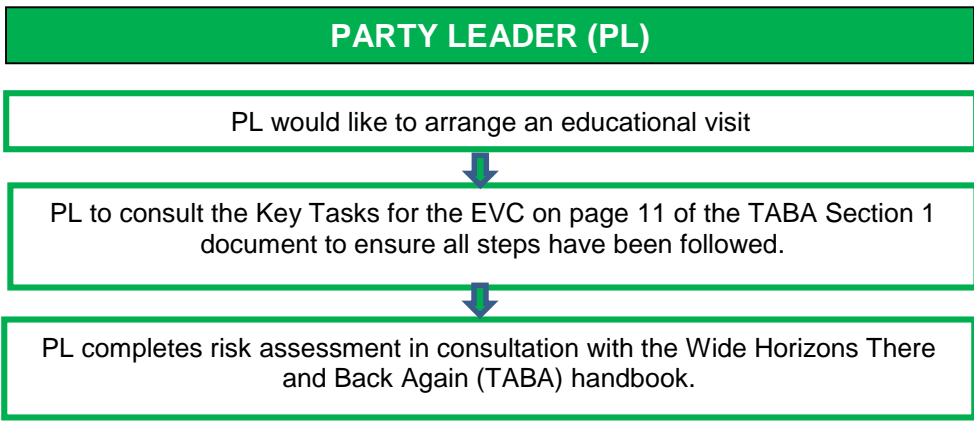 PARTY LEADER (PL)
PL would like to arrange an educational visit
PL to consult the Key Tasks for the EVC on page 11 of the TABA Section 1
document to ensure all steps have been followed.
PL completes risk assessment in consultation with the Wide Horizons There
and Back Again (TABA) handbook.